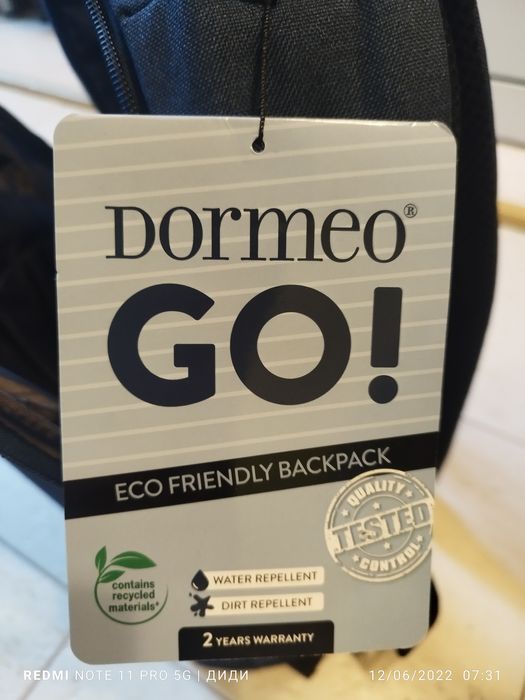 DORMEO®
GO!
ECO FRIENDLY BACKPACK
QUALITY
TESTED
CONTROL
contains
recycled
materials*
WATER REPELLENT
DIRT REPELLENT
2 YEARS WARRANTY
REDMI NOTE 11 PRO 5G | ДИДИ
12/06/2022 07:31